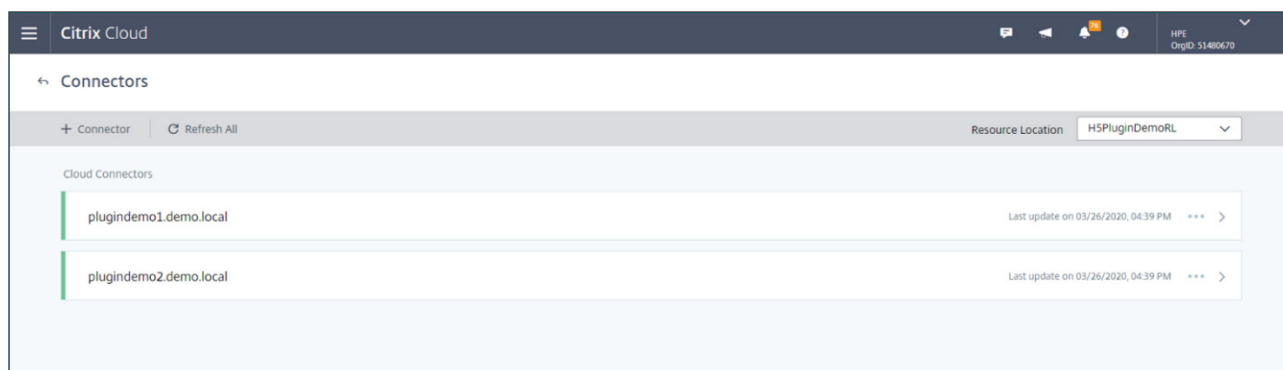 Citrix Cloud
76
HPE
OrgID: 51480670
Connectors
+ Connector
Refresh All
Resource Location
H5PluginDemoRL
Cloud Connectors
plugindemo1.demo.local
Last update on 03/26/2020, 04:39 PM
plugindemo2.demo.local
Last update on 03/26/2020, 04:39 PM